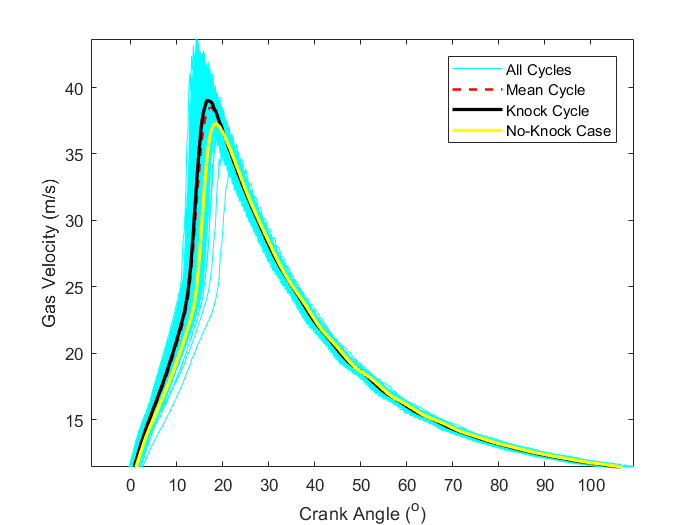 All Cycles
Mean Cycle
Knock Cycle
No-Knock Case
40
35
30
25
20
15
Gas Velocity (m/s)
0 10 20 30 40 50 60 70 80 90 100
Crank Angle (o)